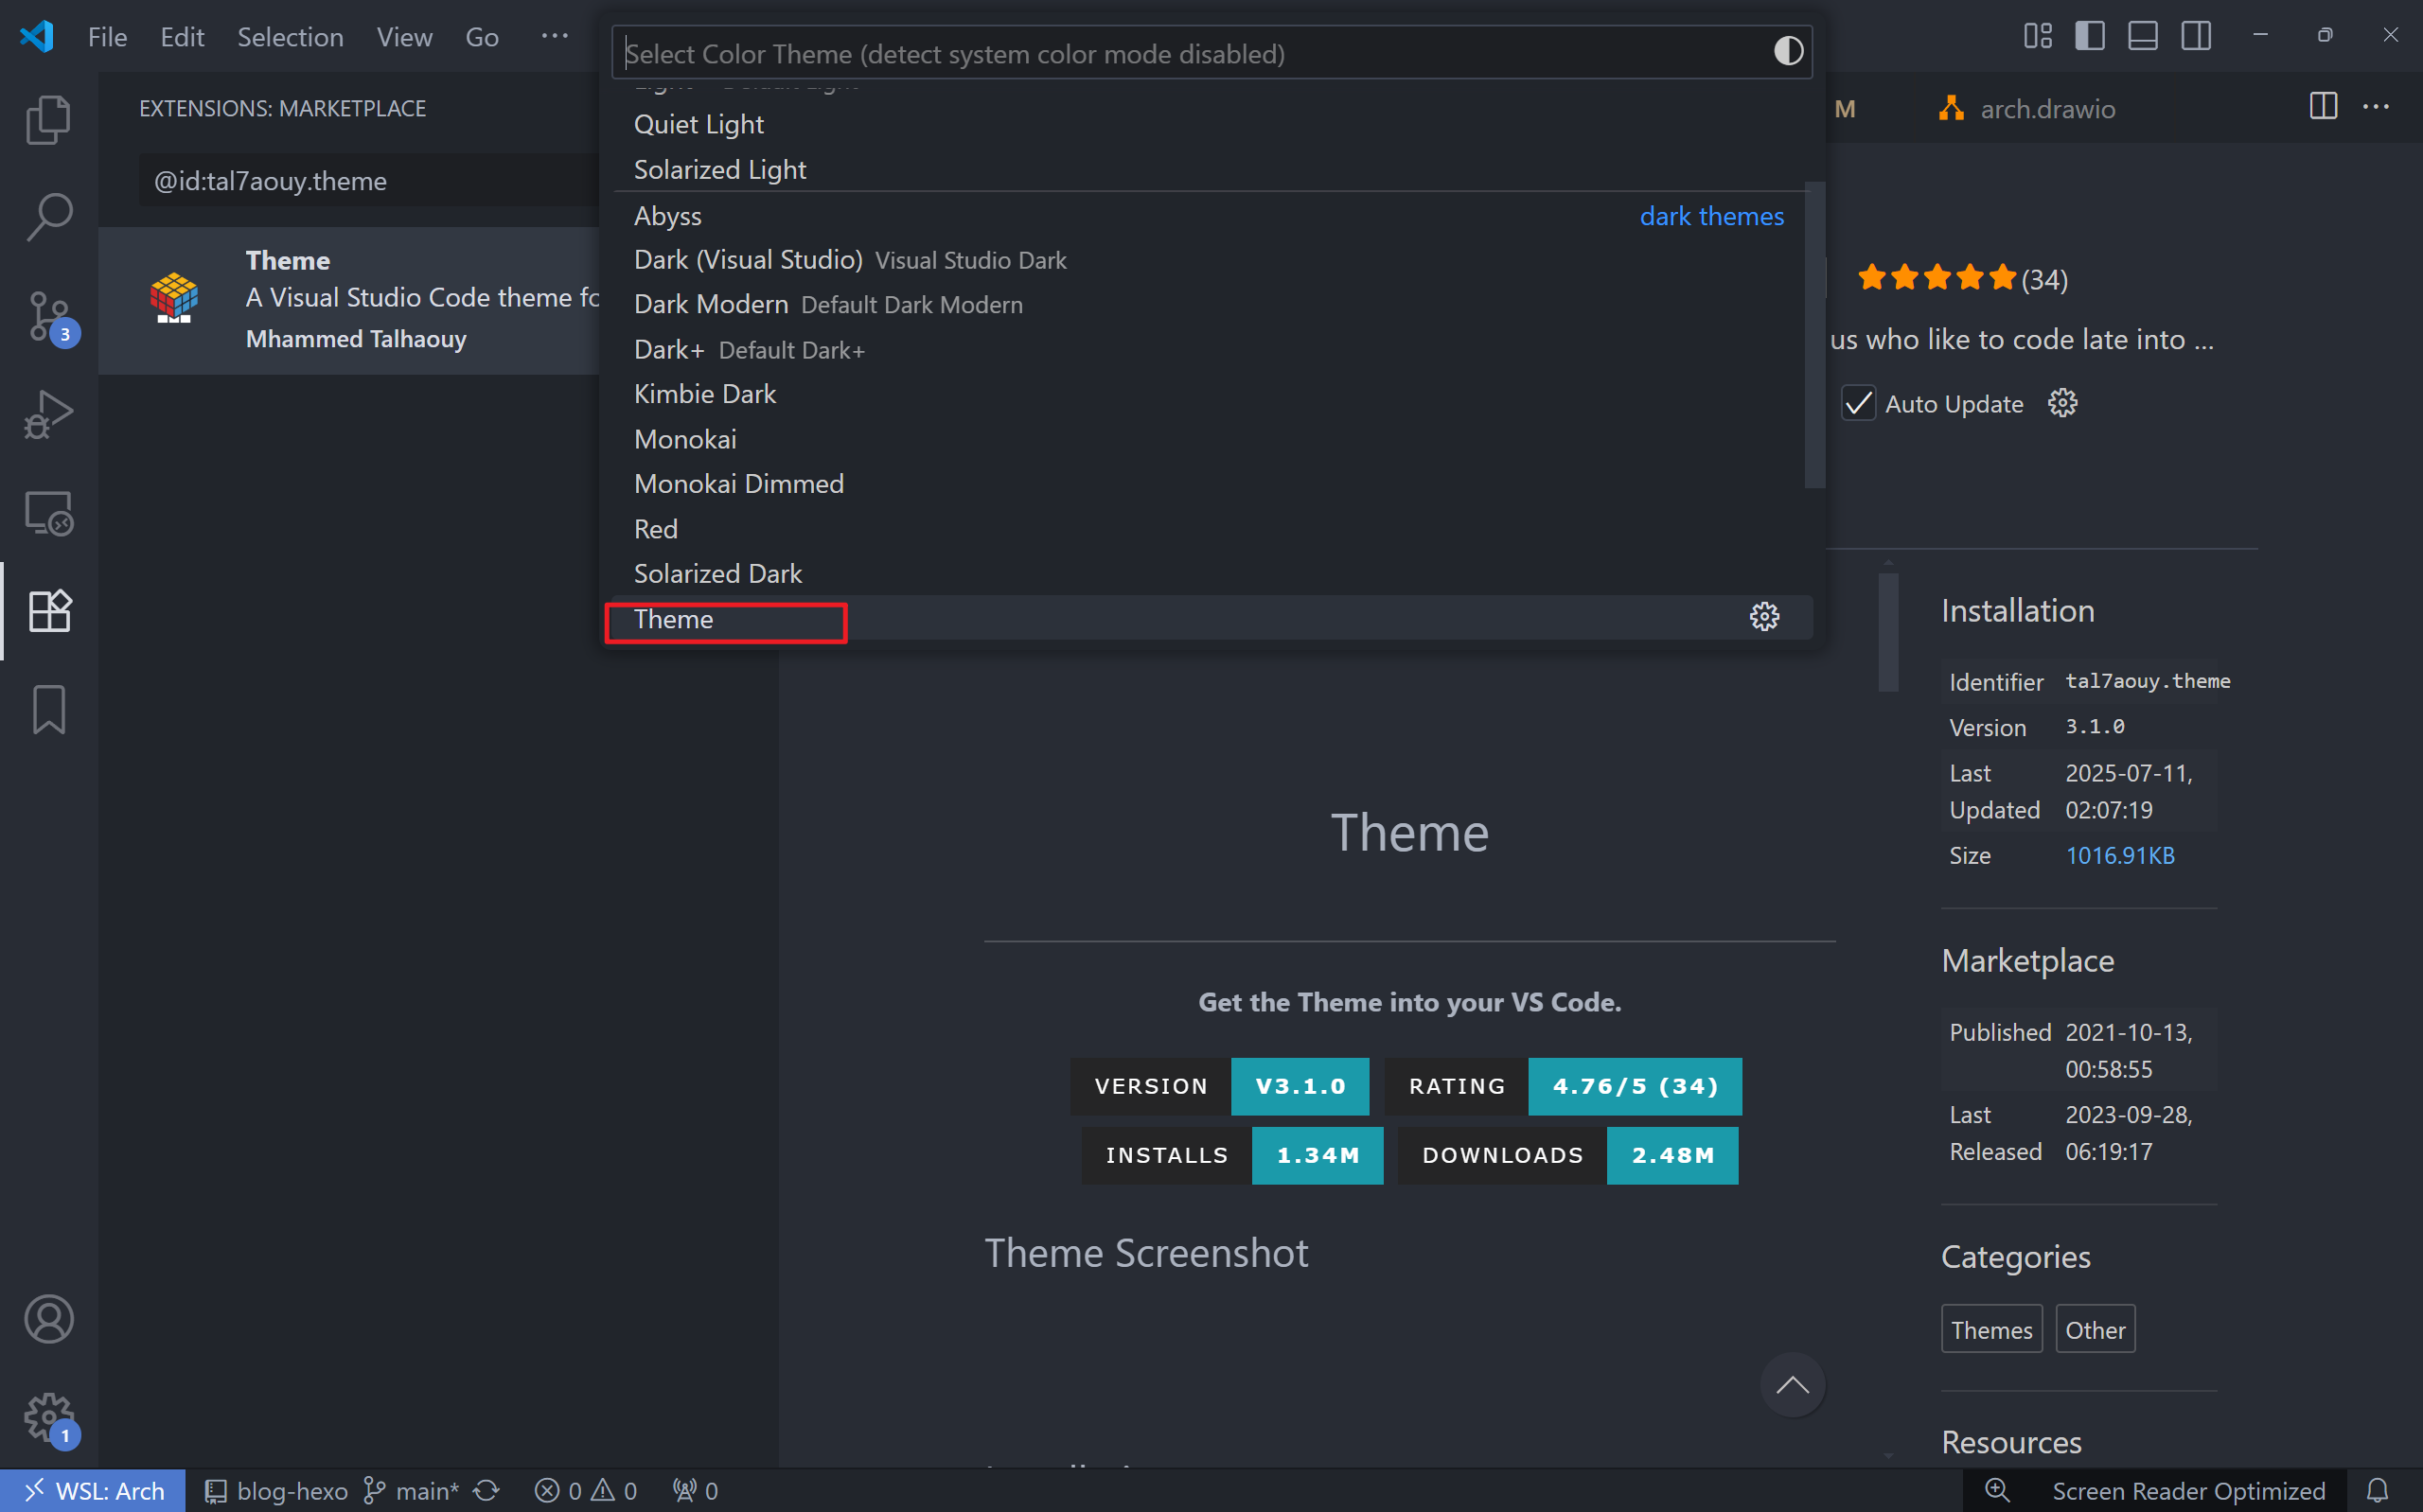 File Edit Selection View Go ...
Select Color Theme (detect system color mode disabled)
EXTENSIONS: MARKETPLACE
@id:tal7aouy.theme
Theme
A Visual Studio Code theme fo
Mhammed Talhaouy
3
Light Default Light
Quiet Light
Solarized Light
Abyss dark themes
Dark (Visual Studio) Visual Studio Dark
Dark Modern Default Dark Modern
Dark+ Default Dark+
Kimbie Dark
Monokai
Monokai Dimmed
Red
Solarized Dark
Theme
M arch.drawio ...
(34)
us who like to code late into ...
Auto Update
Theme
Get the Theme into your VS Code.
VERSION V3.1.0 RATING 4.76/5 (34)
INSTALLS 1.34M DOWNLOADS 2.48M
Theme Screenshot
Installation
Identifier tal7aouy.theme
Version 3.1.0
Last Updated 2025-07-11, 02:07:19
Size 1016.91KB
Marketplace
Published 2021-10-13, 00:58:55
Last Released 2023-09-28, 06:19:17
Categories
Themes Other
Resources
1
WSL: Arch blog-hexo main* 0 0 0 Screen Reader Optimized